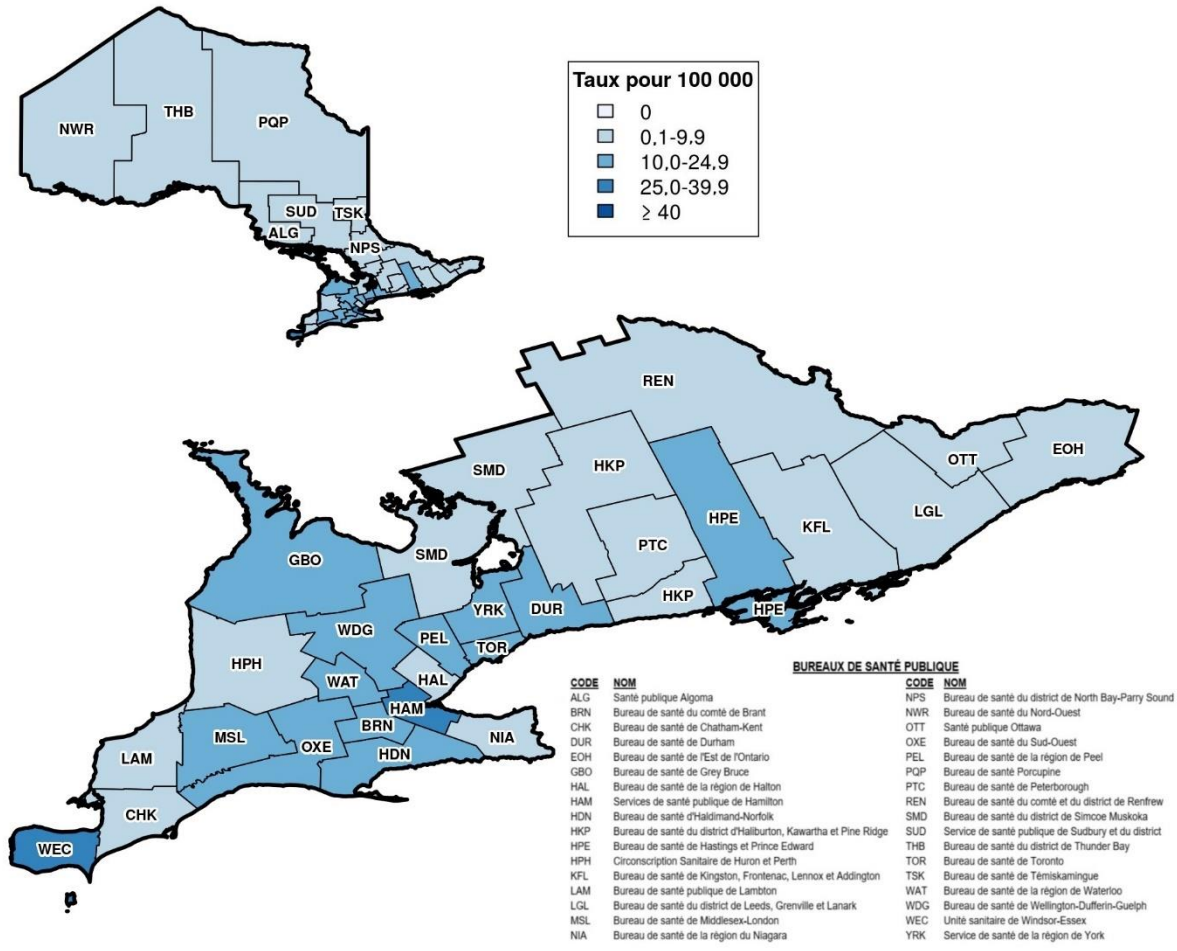 Taux pour 100 000
0
0,1-9,9
10,0-24,9
25,0-39,9
≥ 40
NWR
THB
PQP
SUD
TSK
ALG
NPS
REN
SMD
HKP
OTT
EOH
HPE
KFL
LGL
PTC
GBO
SMD
HKP
HPE
YRK
DUR
WDG
PEL
TOR
HPH
WAT
HAL
HAM
BRN
MSL
OXE
HDN
NIA
LAM
CHK
WEC
BUREAUX DE SANTÉ PUBLIQUE
CODE NOM
ALG Santé publique Algoma
BRN Bureau de santé du comté de Brant
CHK Bureau de santé de Chatham-Kent
DUR Bureau de santé de Durham
EOH Bureau de santé de l'Est de l'Ontario
GBO Bureau de santé de Grey Bruce
HAL Bureau de santé de la région de Halton
HAM Services de santé publique de Hamilton
HDN Bureau de santé d'Haldimand-Norfolk
HKP Bureau de santé du district d'Haliburton, Kawartha et Pine Ridge
HPE Bureau de santé de Hastings et Prince Edward
HPH Circonscription Sanitaire de Huron et Perth
KFL Bureau de santé de Kingston, Frontenac, Lennox et Addington
LAM Bureau de santé publique de Lambton
LGL Bureau de santé du district de Leeds, Grenville et Lanark
MSL Bureau de santé de Middlesex-London
NIA Bureau de santé de la région du Niagara
CODE NOM
NPS Bureau de santé du district de North Bay-Parry Sound
NWR Bureau de santé du Nord-Ouest
OTT Santé publique Ottawa
OXE Bureau de santé du Sud-Ouest
PEL Bureau de santé de la région de Peel
PQP Bureau de santé Porcupine
PTC Bureau de santé de Peterborough
REN Bureau de santé du comté et du district de Renfrew
SMD Bureau de santé du district de Simcoe Muskoka
SUD Service de santé publique de Sudbury et du district
THB Bureau de santé du district de Thunder Bay
TOR Bureau de santé de Toronto
TSK Bureau de santé de Témiskamingue
WAT Bureau de santé de la région de Waterloo
WDG Bureau de santé de Wellington-Dufferin-Guelph
WEC Unité sanitaire de Windsor-Essex
YRK Service de santé de la région de York